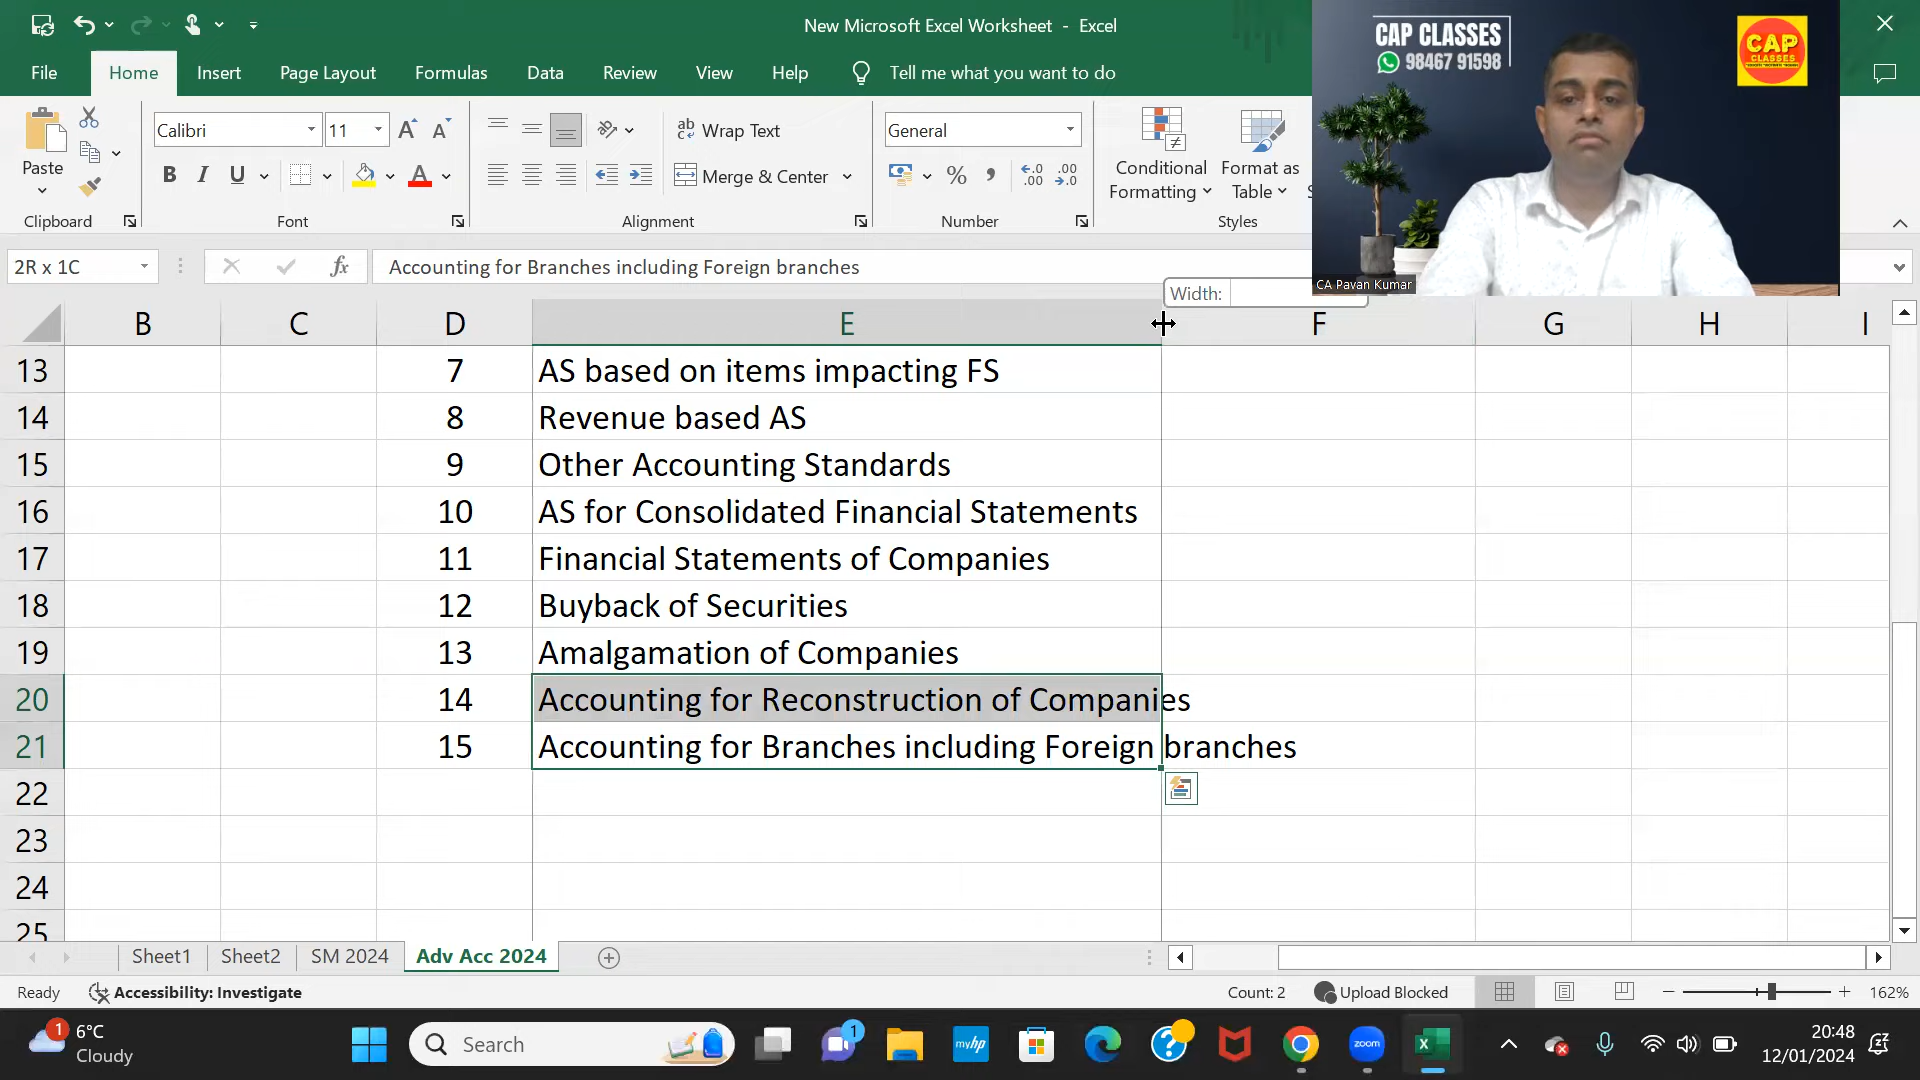 New Microsoft Excel Worksheet - Excel
CAP CLASSES
98467 91598
CAP
CLASSES
File Home Insert Page Layout Formulas Data Review View Help Tell me what you want to do
Paste
Calibri 11
Wrap Text
General
Merge & Center
Conditional
Formatting
Format as
Table
Clipboard Font Alignment Number Styles
CA Pavan Kumar
2R x 1C
fx
Accounting for Branches including Foreign branches
Width:
B C D E F G H I
13 7 AS based on items impacting FS
14 8 Revenue based AS
15 9 Other Accounting Standards
16 10 AS for Consolidated Financial Statements
17 11 Financial Statements of Companies
18 12 Buyback of Securities
19 13 Amalgamation of Companies
20 14 Accounting for Reconstruction of Companies
21 15 Accounting for Branches including Foreign branches
22
23
24
25
Sheet1 Sheet2 SM 2024 Adv Acc 2024
Ready Accessibility: Investigate Count: 2 Upload Blocked 162%
1 6°C
Cloudy
Search
1
myhp
zoom
20:48
12/01/2024